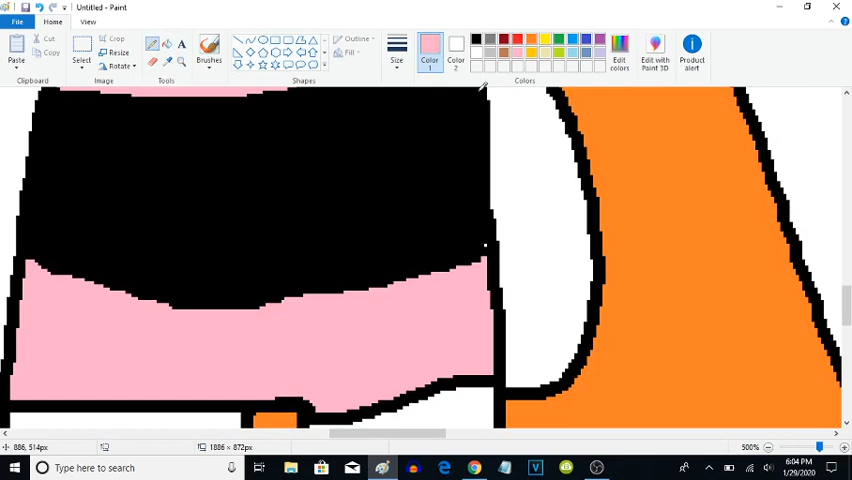 Untitled - Paint
File Home View
Paste
Cut
Copy
Clipboard
Select
Crop
Resize
Rotate
Image
A
Tools
Brushes
Outline
Fill
Shapes
Size
Color 1
Color 2
Colors
Edit colors
Edit with Paint 3D
Product alert
886, 514px
1886 × 872px
500%
Type here to search
6:04 PM
1/29/2020